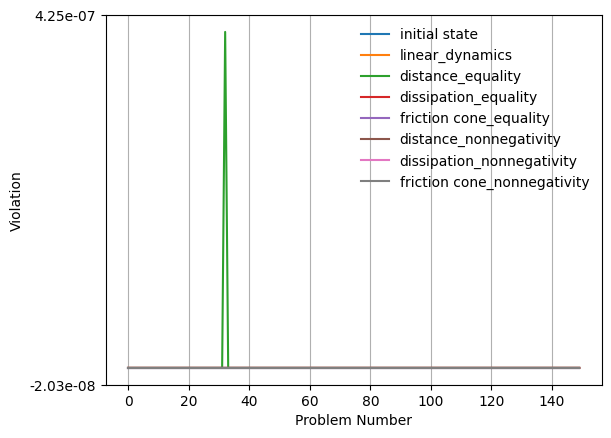 4.25e-07
initial state
linear_dynamics
distance_equality
dissipation_equality
friction cone_equality
distance_nonnegativity
dissipation_nonnegativity
friction cone_nonnegativity
Violation
-2.03e-08
0 20 40 60 80 100 120 140
Problem Number